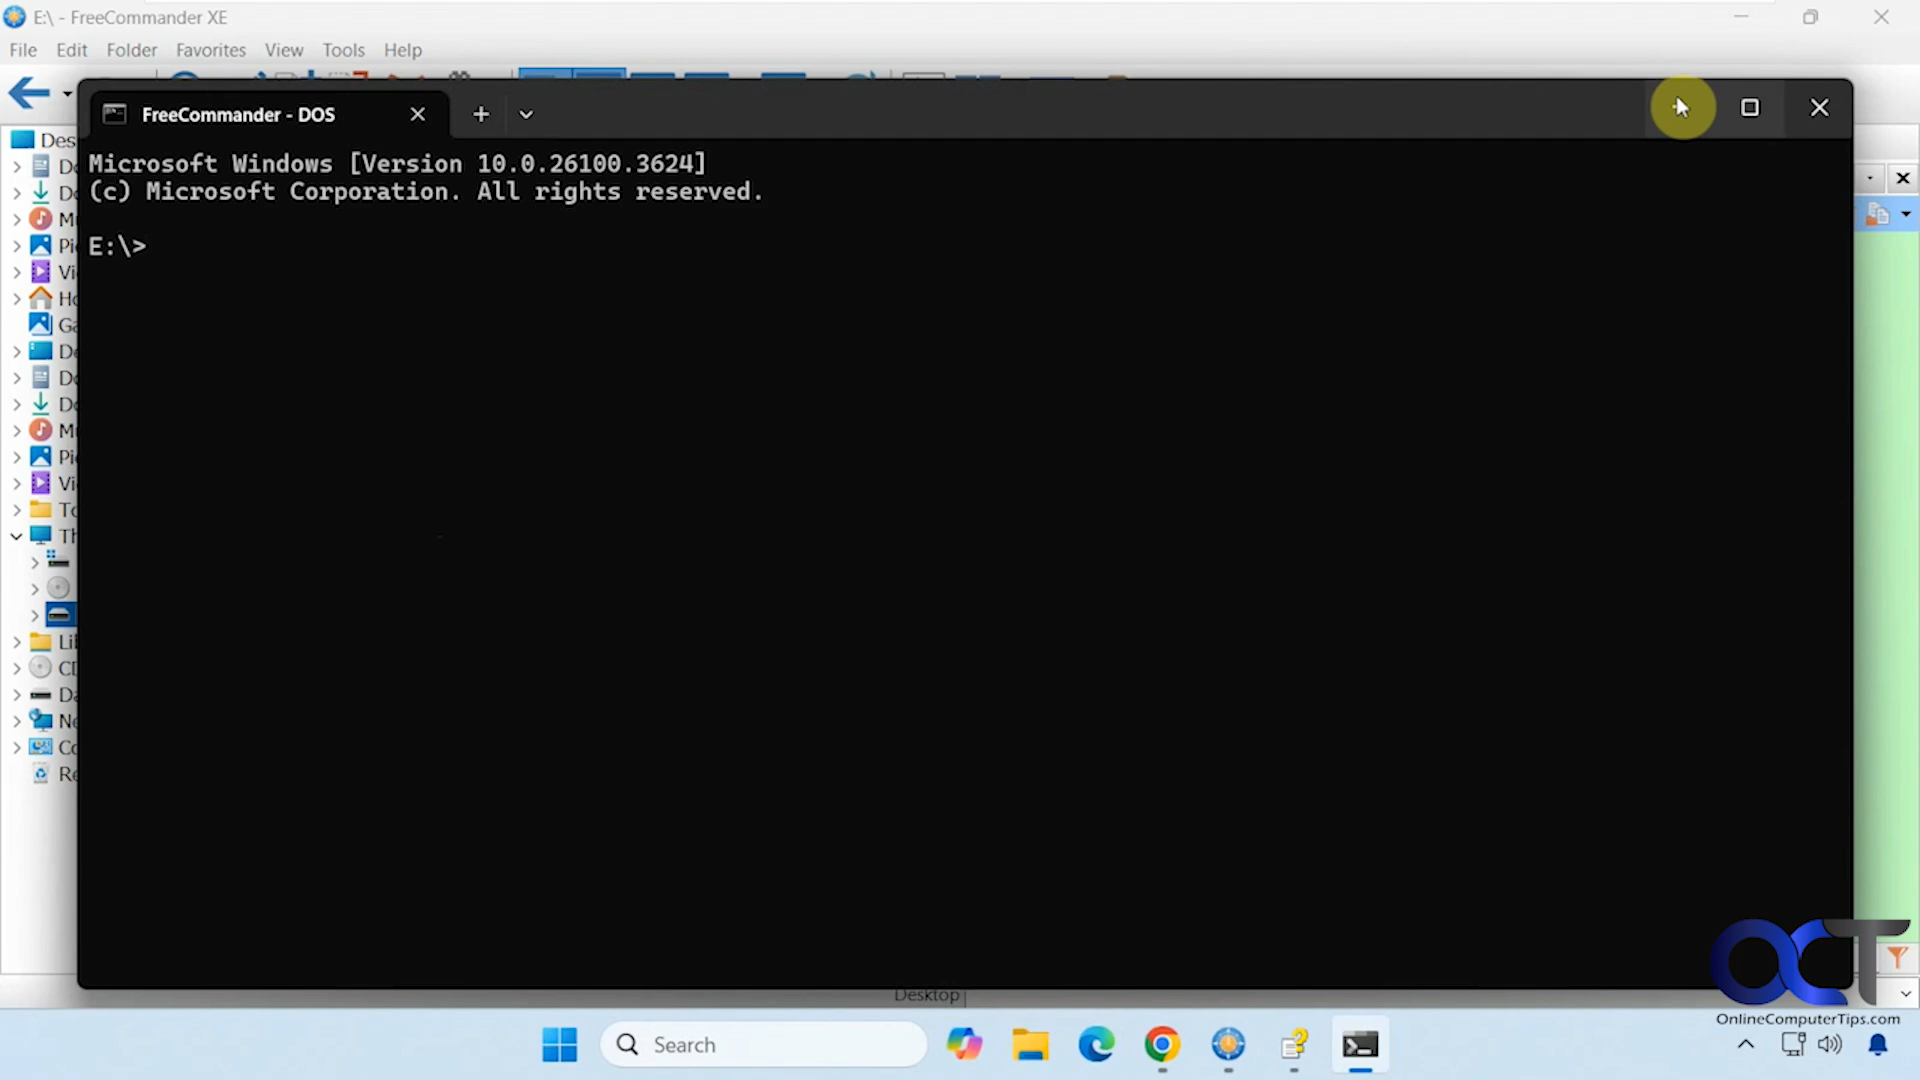 E:\ - FreeCommander XE
File Edit Folder Favorites View Tools Help
FreeCommander - DOS
Microsoft Windows [Version 10.0.26100.3624]
(c) Microsoft Corporation. All rights reserved.
E:\>
Desktop
OCT
OnlineComputerTips.com
Search